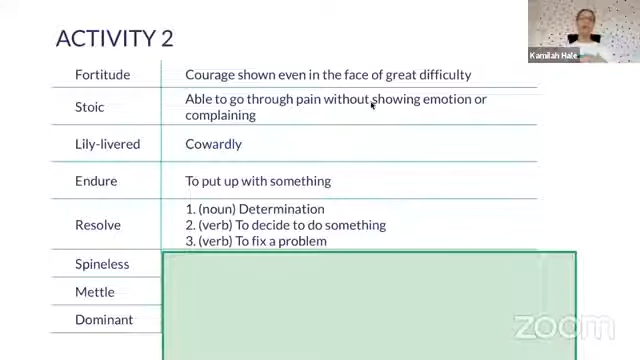 ACTIVITY 2
Kamilah Hale
Fortitude Courage shown even in the face of great difficulty
Stoic Able to go through pain without showing emotion or
complaining
Lily-livered Cowardly
Endure To put up with something
Resolve 1. (noun) Determination
2. (verb) To decide to do something
3. (verb) To fix a problem
Spineless
Mettle
Dominant
zoom